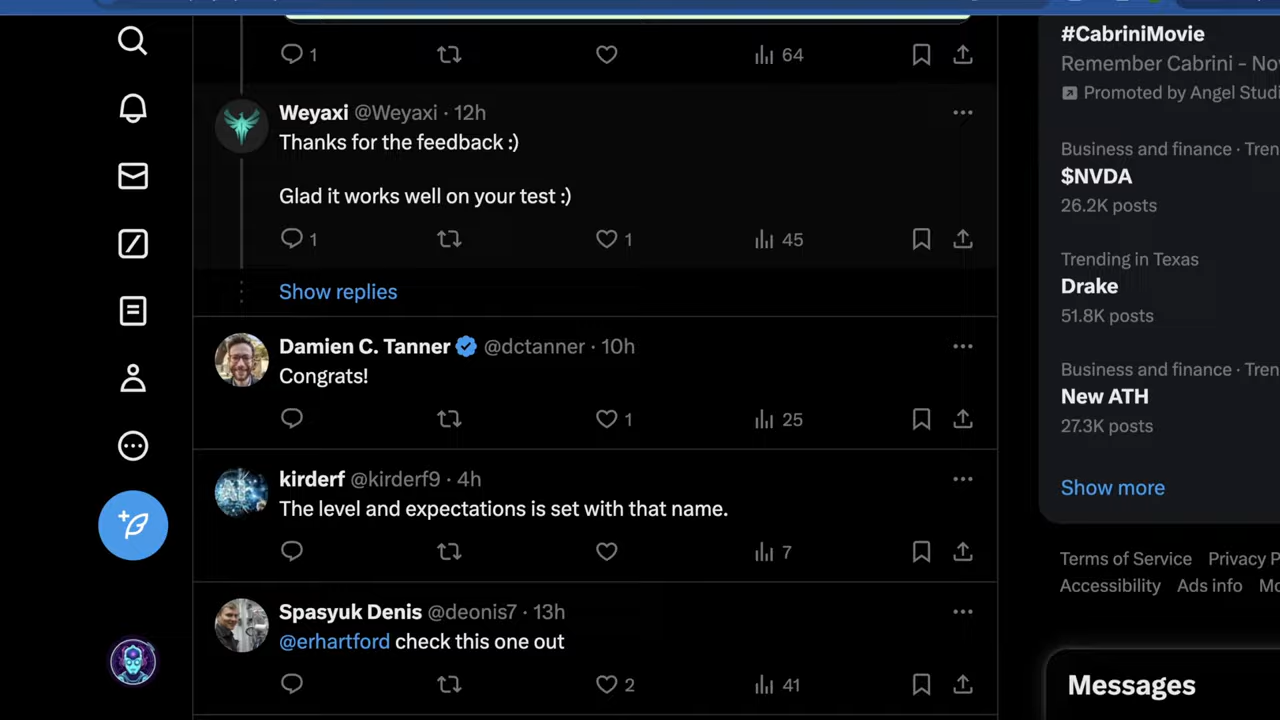 1 64
Weyaxi @Weyaxi · 12h
Thanks for the feedback :)
Glad it works well on your test :)
1 1 45
Show replies
Damien C. Tanner @dctanner · 10h
Congrats!
1 25
kirderf @kirderf9 · 4h
The level and expectations is set with that name.
7
Spasyuk Denis @deonis7 · 13h
@erhartford check this one out
2 41
#CabriniMovie
Remember Cabrini – No
Promoted by Angel Studi
Business and finance · Tren
$NVDA
26.2K posts
Trending in Texas
Drake
51.8K posts
Business and finance · Tren
New ATH
27.3K posts
Show more
Terms of Service Privacy P
Accessibility Ads info Mo
Messages